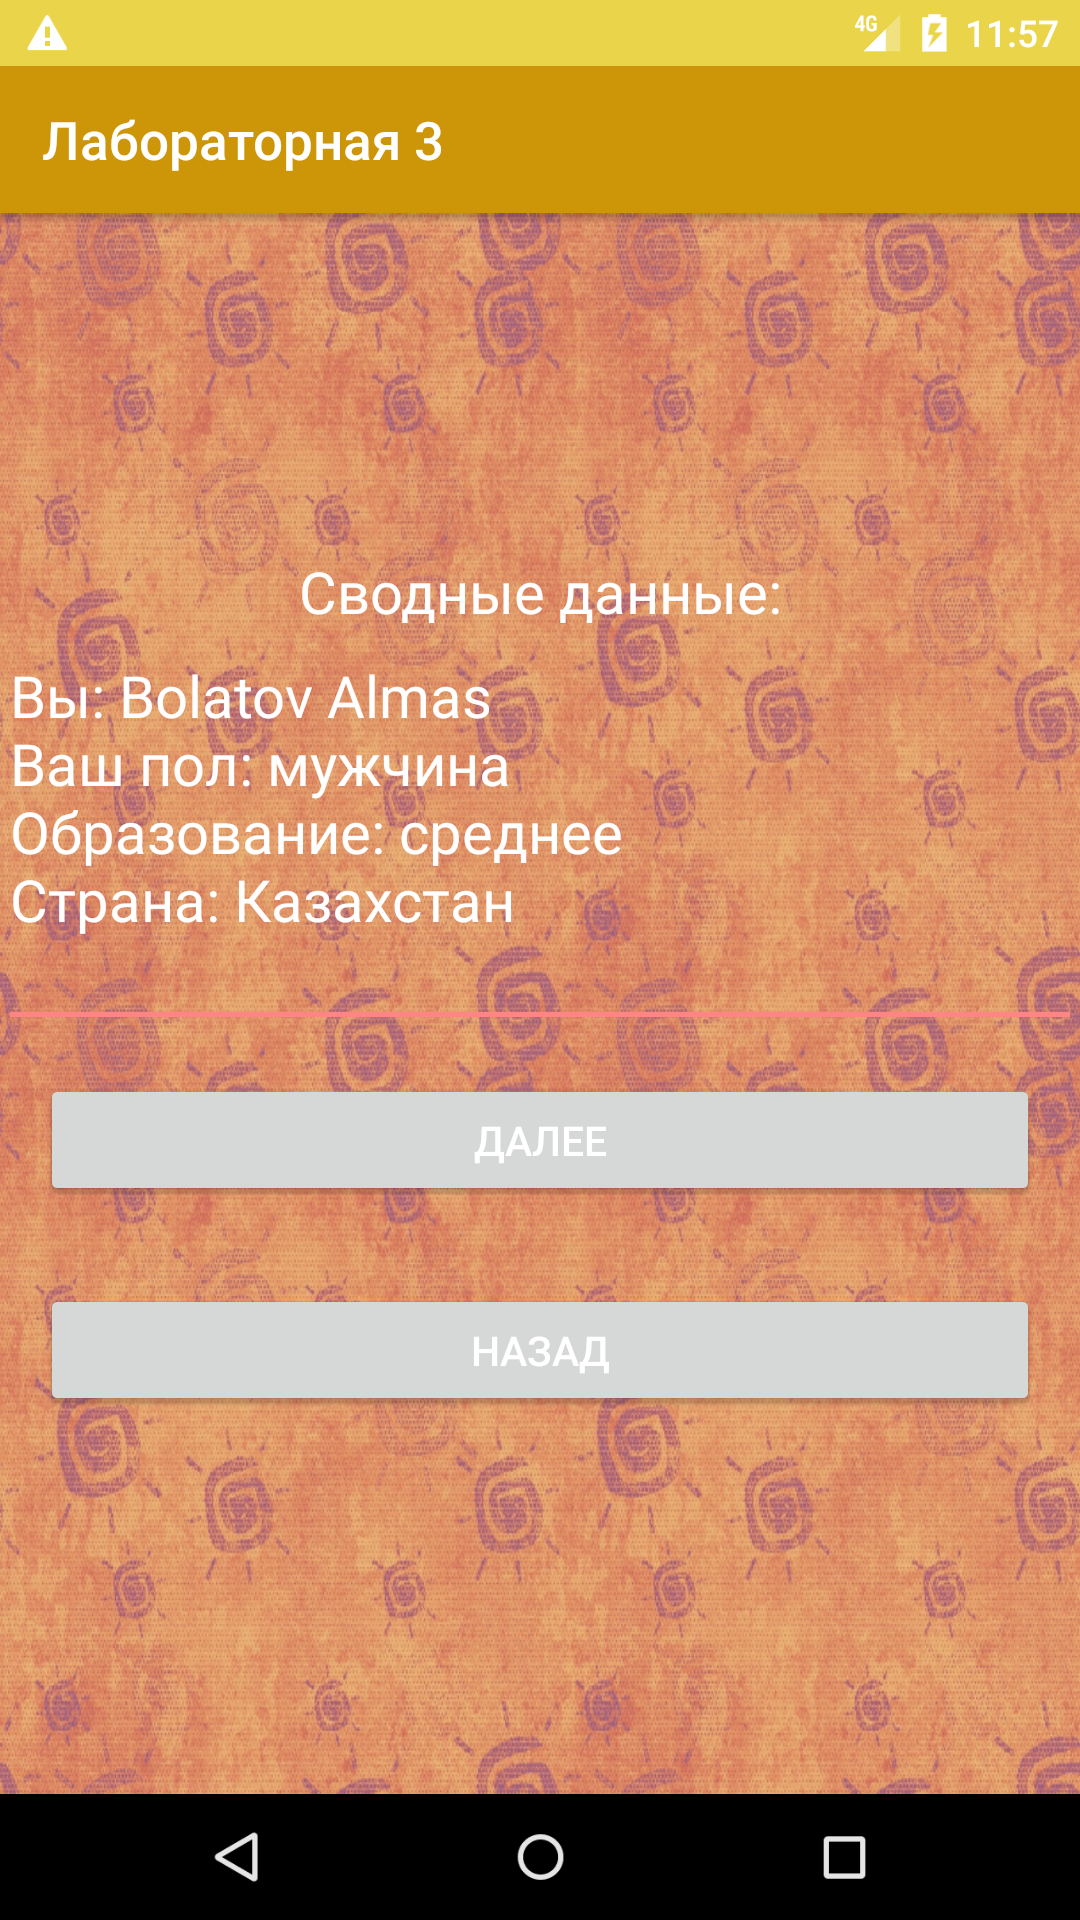 4G 11:57
Лабораторная 3
Сводные данные:
Вы: Bolatov Almas
Ваш пол: мужчина
Образование: среднее
Страна: Казахстан
ДАЛЕЕ
НАЗАД